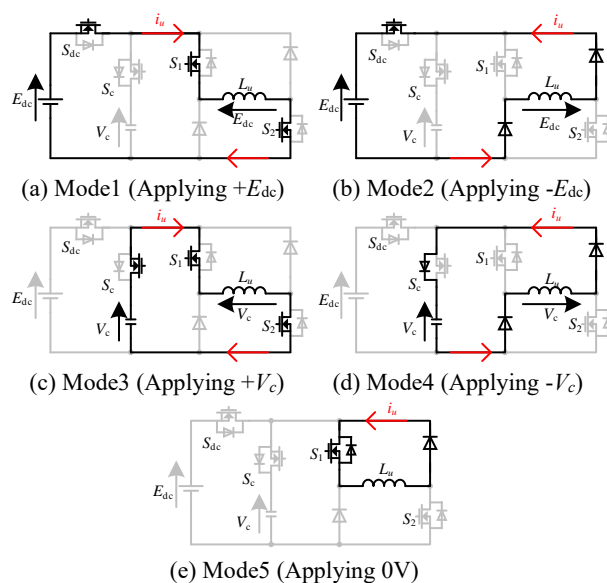 i_u i_u
S_dc S_1 S_dc S_1
E_dc S_c L_u E_dc S_c L_u
V_c E_dc S_2 V_c E_dc S_2
(a) Mode1 (Applying +E_dc) (b) Mode2 (Applying -E_dc)
i_u i_u
S_dc S_1 S_dc S_1
E_dc S_c L_u E_dc S_c L_u
V_c V_c S_2 V_c V_c S_2
(c) Mode3 (Applying +V_c) (d) Mode4 (Applying -V_c)
i_u
S_dc S_1
E_dc S_c L_u
V_c S_2
(e) Mode5 (Applying 0V)